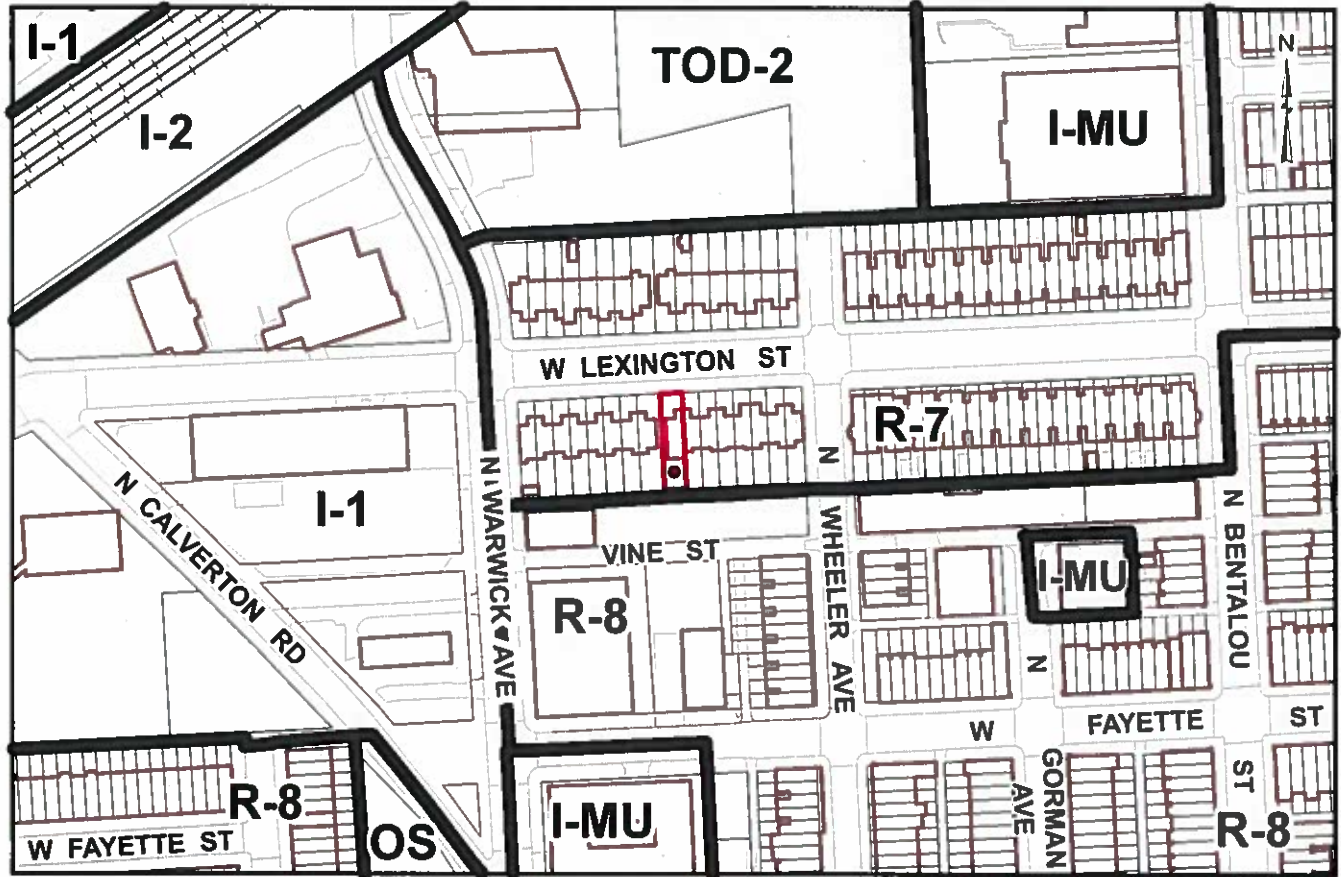 I-1
TOD-2
N
I-2
I-MU
W LEXINGTON ST
R-7
N CALVERTON RD
I-1
N WARWICK AVE
VINE ST
N WHEELER AVE
I-MU
N BENTALOU ST
R-8
N GORMAN AVE
W FAYETTE ST
R-8
W FAYETTE ST
OS
I-MU
R-8